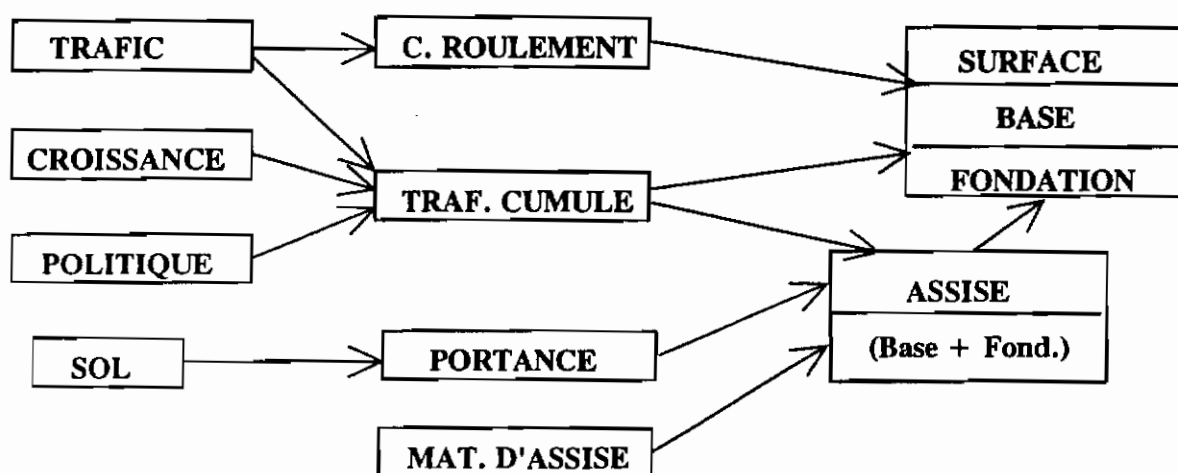 TRAFIC
C. ROULEMENT
SURFACE
BASE
CROISSANCE
FONDATION
TRAF. CUMULE
POLITIQUE
ASSISE
(Base + Fond.)
SOL
PORTANCE
MAT. D'ASSISE